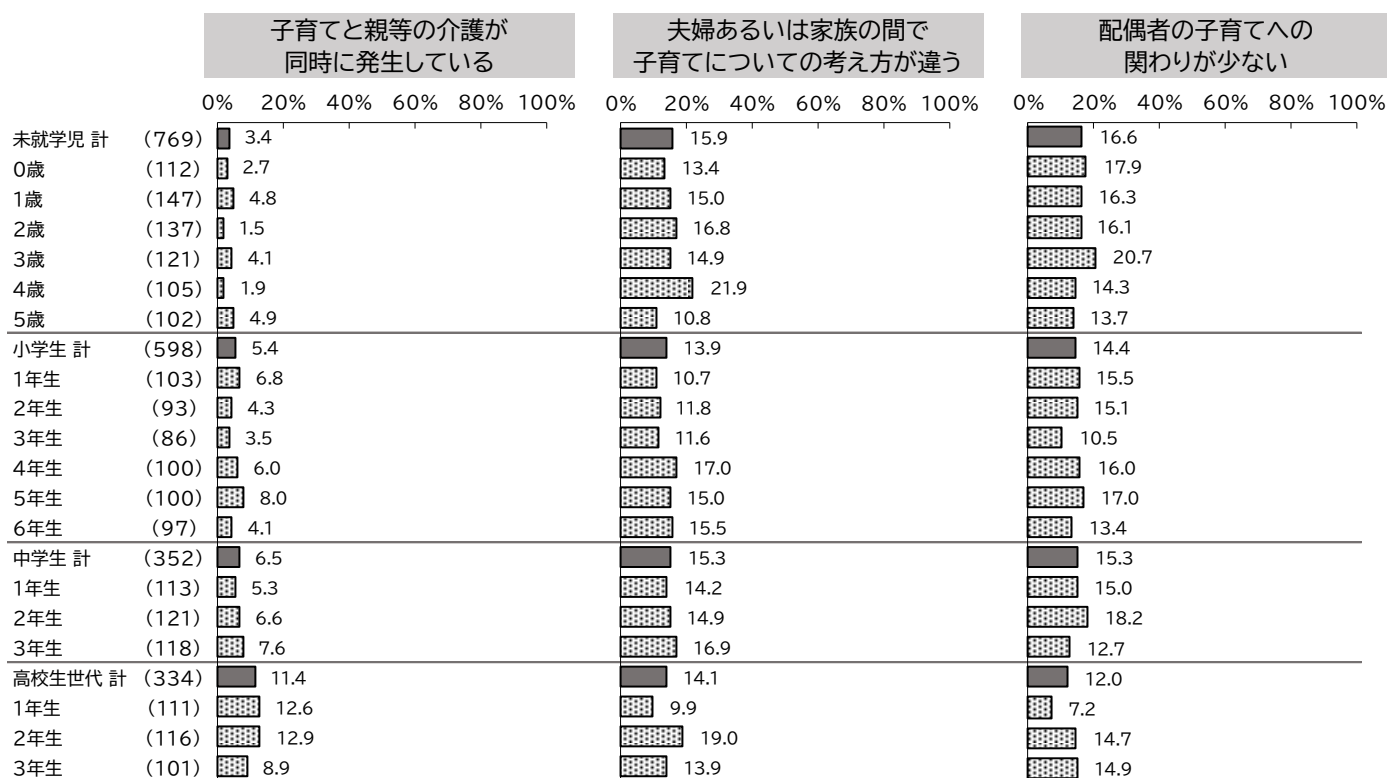 子育てと親等の介護が
同時に発生している
夫婦あるいは家族の間で
子育てについての考え方が違う
配偶者の子育てへの
関わりが少ない
0% 20% 40% 60% 80% 100% 0% 20% 40% 60% 80% 100% 0% 20% 40% 60% 80% 100%
未就学児 計 (769) 3.4 15.9 16.6
0歳 (112) 2.7 13.4 17.9
1歳 (147) 4.8 15.0 16.3
2歳 (137) 1.5 16.8 16.1
3歳 (121) 4.1 14.9 20.7
4歳 (105) 1.9 21.9 14.3
5歳 (102) 4.9 10.8 13.7
小学生 計 (598) 5.4 13.9 14.4
1年生 (103) 6.8 10.7 15.5
2年生 (93) 4.3 11.8 15.1
3年生 (86) 3.5 11.6 10.5
4年生 (100) 6.0 17.0 16.0
5年生 (100) 8.0 15.0 17.0
6年生 (97) 4.1 15.5 13.4
中学生 計 (352) 6.5 15.3 15.3
1年生 (113) 5.3 14.2 15.0
2年生 (121) 6.6 14.9 18.2
3年生 (118) 7.6 16.9 12.7
高校生世代 計 (334) 11.4 14.1 12.0
1年生 (111) 12.6 9.9 7.2
2年生 (116) 12.9 19.0 14.7
3年生 (101) 8.9 13.9 14.9